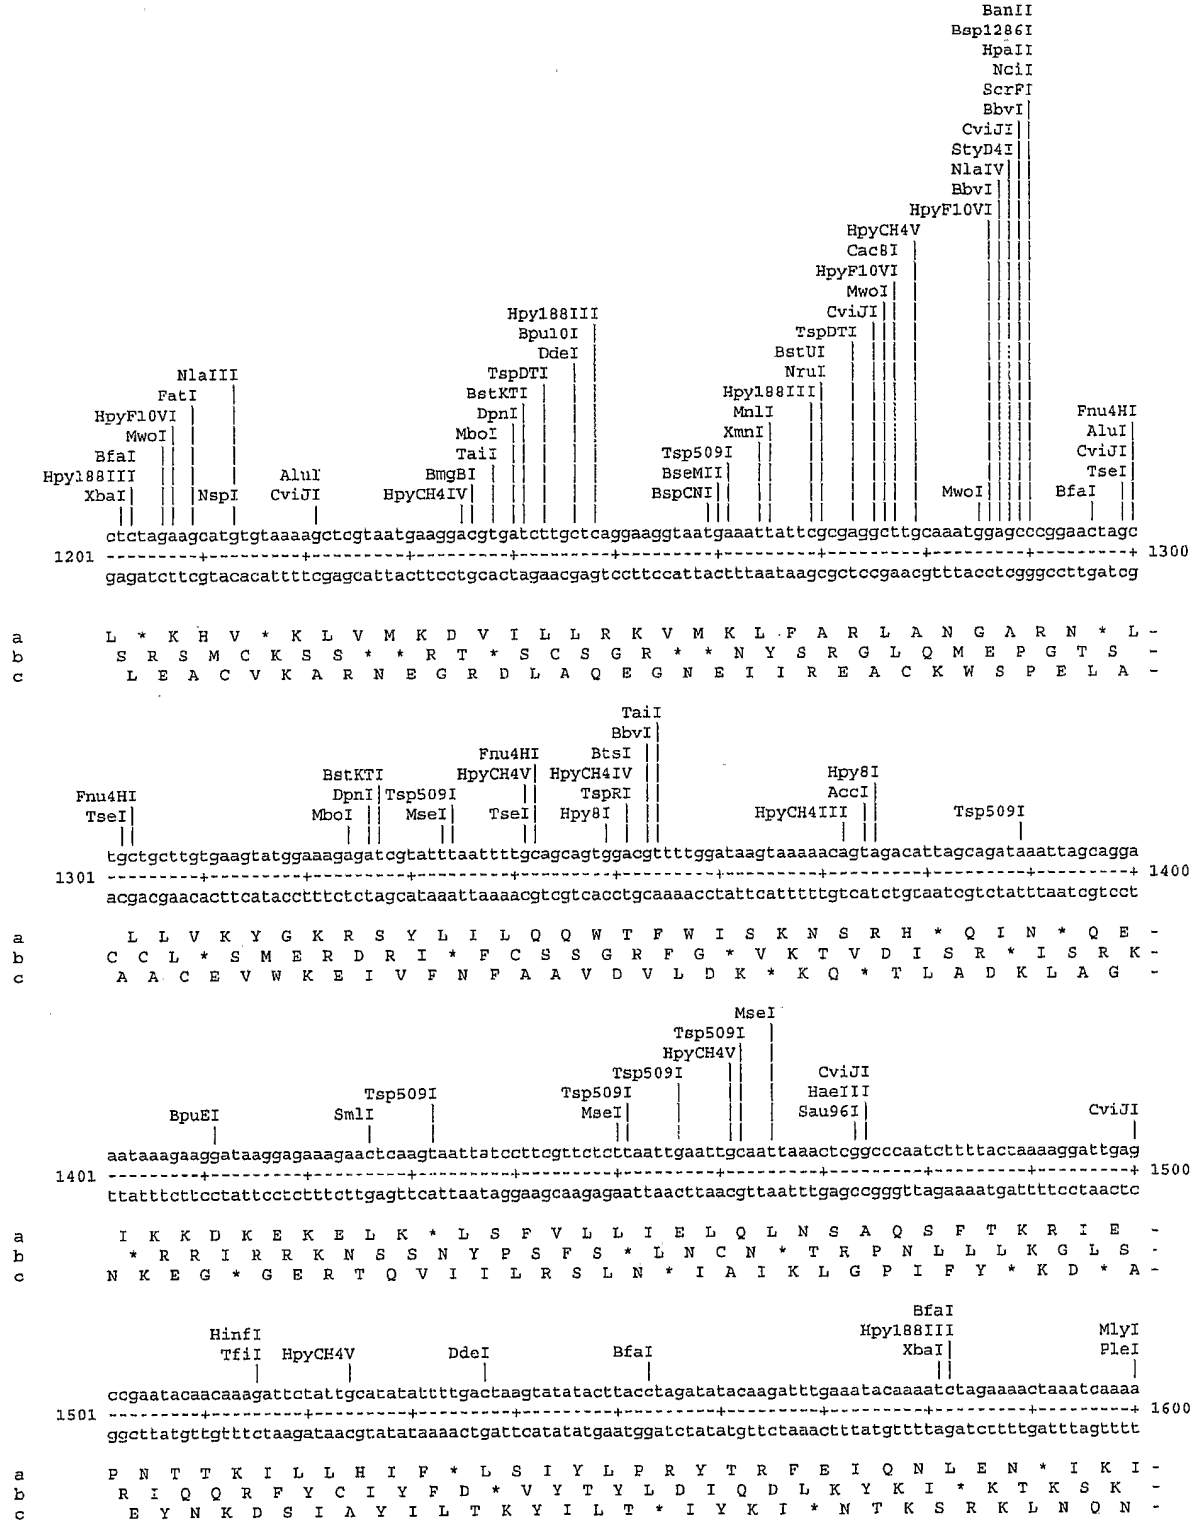 BanII
Bsp1286I
HpaII
NciI
ScrFI
BbvI
CviJI
StyD4I
NlaIV
BbvI
HpyF10VI
HpyCH4V
Cac8I
HpyF10VI
MwoI
Hpy188III CviJI
Bpu10I TspDTI
DdeI BstUI
NlaIII TspDTI NruI
FatI BstKTI Hpy188III
HpyF10VI DpnI MnlI Fnu4HI
MwoI MboI XmnI AluI
BfaI TaiI Tsp509I CviJI
Hpy188III AluI BmgBI BseMII TseI
XbaI NspI CviJI HpyCH4IV BspCNI MwoI BfaI
ctctagaagcatgtgtaaaagctcgtaatgaaggacgtgatcttgctcaggaaggtaatgaaattattcgcgaggcttgcaaatggagcccggaactagc
1201 ---------+---------+---------+---------+---------+---------+---------+---------+---------+---------+ 1300
gagatcttcgtacacattttcgagcattacttcctgcactagaacgagtccttccattactttaataagcgctccgaacgtttacctcgggccttgatcg
a L * K H V * K L V M K D V I L L R K V M K L F A R L A N G A R N * L -
b S R S M C K S S * * R T * S C S G R * * N Y S R G L Q M E P G T S -
c L E A C V K A R N E G R D L A Q E G N E I I R E A C K W S P E L A -
TaiI
BbvI
Fnu4HI BtsI
BstKTI HpyCH4V HpyCH4IV Hpy8I
Fnu4HI DpnI Tsp509I TspRI AccI
TseI MboI MseI TseI Hpy8I HpyCH4III Tsp509I
tgctgcttgtgaagtatggaaagagatcgtatttaattttgcagcagtggacgttttggataagtaaaaacagtagacattagcagataaattagcagga
1301 ---------+---------+---------+---------+---------+---------+---------+---------+---------+---------+ 1400
acgacgaacacttcatacctttctctagcataaattaaaacgtcgtcacctgcaaaacctattcatttttgtcatctgtaatcgtctatttaatcgtcct
a L L V K Y G K R S Y L I L Q Q W T F W I S K N S R H * Q I N * Q E -
b C C L * S M E R D R I * F C S S G R F G * V K T V D I S R * I S R K -
c A A C E V W K E I V F N F A A V D V L D K * K Q * T L A D K L A G -
MseI
Tsp509I
HpyCH4V
Tsp509I CviJI
Tsp509I Tsp509I HaeIII
BpuEI SmlI MseI Sau96I CviJI
aataaagaaggataaggagaaagaactcaagtaattatccttcgttctcttaattgaattgcaattaaactcggcccaatcttttactaaaaggattgag
1401 ---------+---------+---------+---------+---------+---------+---------+---------+---------+---------+ 1500
ttatttcttcctattcctctttcttgagttcattaataggaagcaagagaattaacttaacgttaatttgagccgggttagaaaatgattttcctaactc
a I K K D K E K E L K * L S F V L L I E L Q L N S A Q S F T K R I E -
b * R R I R R K N S S N Y P S F S * L N C N * T R P N L L L K G L S -
c N K E G * G E R T Q V I I L R S L N * I A I K L G P I F Y * K D * A -
BfaI
HinfI Hpy188III MlyI
TfiI HpyCH4V DdeI BfaI XbaI PleI
ccgaatacaacaaagattctattgcatatattttgactaagtatatacttacctagatatacaagatttgaaatacaaaatctagaaaactaaatcaaaa
1501 ---------+---------+---------+---------+---------+---------+---------+---------+---------+---------+ 1600
ggcttatgttgtttctaagataacgtatataaaactgattcatatatgaatggatctatatgttctaaactttatgttttagatcttttgatttagtttt
a P N T T K I L L H I F * L S I Y L P R Y T R F E I Q N L E N * I K I -
b R I Q Q R F Y C I Y F D * V Y T Y L D I Q D L K Y K I * K T K S K -
c E Y N K D S I A Y I L T K Y I L T * I Y K I * N T K S R K L N Q N -